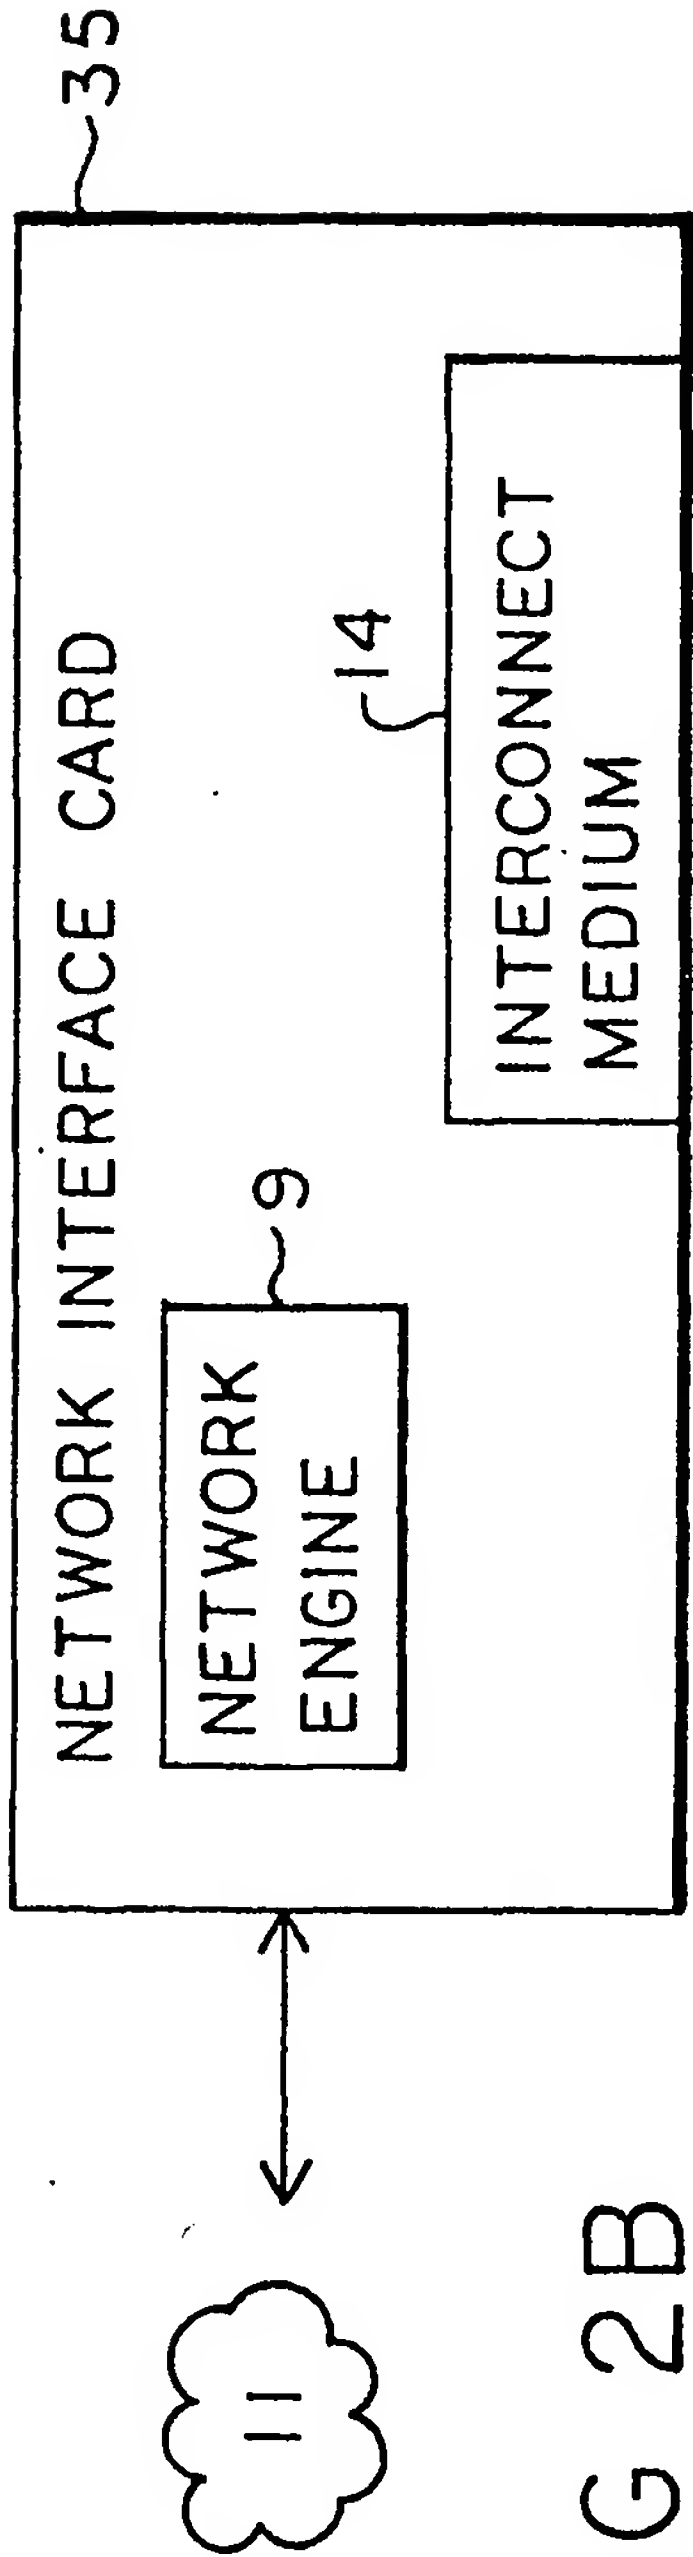 35
NETWORK INTERFACE CARD
NETWORK
ENGINE
9
14
INTERCONNECT
MEDIUM
11
G 2B